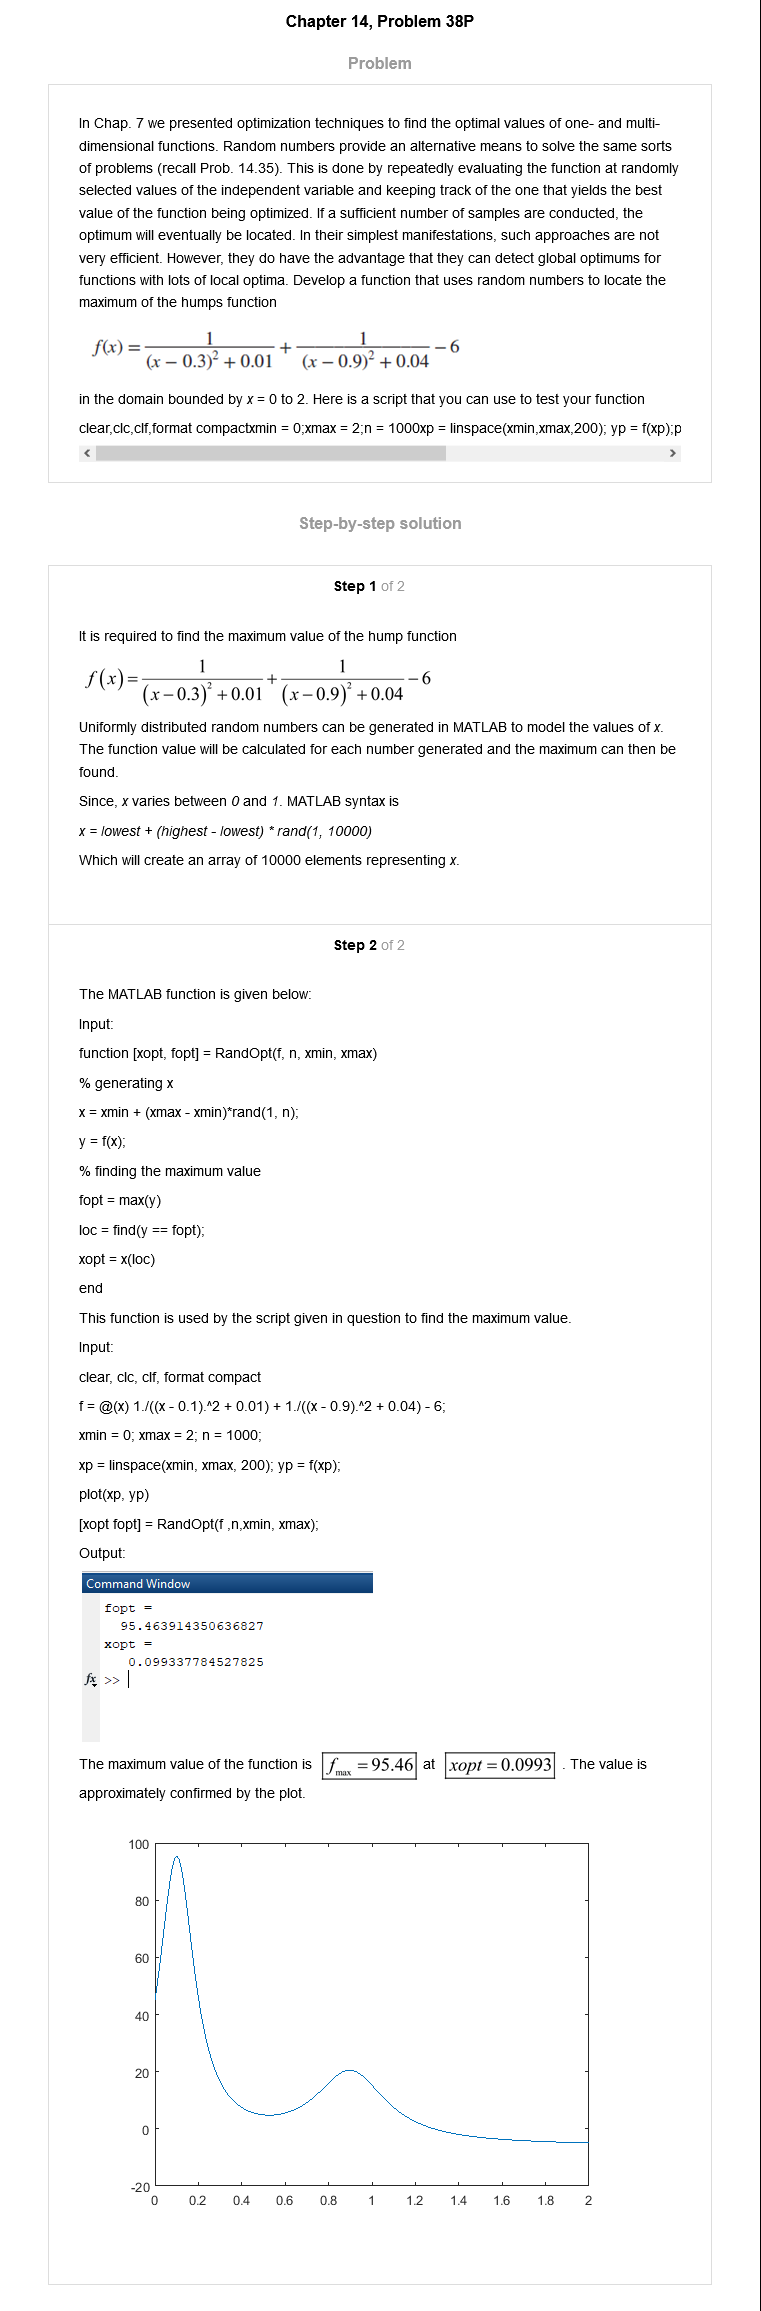 Chapter 14, Problem 38P
Problem
In Chap. 7 we presented optimization techniques to find the optimal values of one- and multi-
dimensional functions. Random numbers provide an alternative means to solve the same sorts
of problems (recall Prob. 14.35). This is done by repeatedly evaluating the function at randomly
selected values of the independent variable and keeping track of the one that yields the best
value of the function being optimized. If a sufficient number of samples are conducted, the
optimum will eventually be located. In their simplest manifestations, such approaches are not
very efficient. However, they do have the advantage that they can detect global optimums for
functions with lots of local optima. Develop a function that uses random numbers to locate the
maximum of the humps function
f(x) = 1/((x − 0.3)² + 0.01) + 1/((x − 0.9)² + 0.04) − 6
in the domain bounded by x = 0 to 2. Here is a script that you can use to test your function
clear,clc,clf,format compactxmin = 0;xmax = 2;n = 1000xp = linspace(xmin,xmax,200); yp = f(xp);p
Step-by-step solution
Step 1 of 2
It is required to find the maximum value of the hump function
f(x) = 1/((x − 0.3)² + 0.01) + 1/((x − 0.9)² + 0.04) − 6
Uniformly distributed random numbers can be generated in MATLAB to model the values of x.
The function value will be calculated for each number generated and the maximum can then be
found.
Since, x varies between 0 and 1. MATLAB syntax is
x = lowest + (highest - lowest) * rand(1, 10000)
Which will create an array of 10000 elements representing x.
Step 2 of 2
The MATLAB function is given below:
Input:
function [xopt, fopt] = RandOpt(f, n, xmin, xmax)
% generating x
x = xmin + (xmax - xmin)*rand(1, n);
y = f(x);
% finding the maximum value
fopt = max(y)
loc = find(y == fopt);
xopt = x(loc)
end
This function is used by the script given in question to find the maximum value.
Input:
clear, clc, clf, format compact
f = @(x) 1./((x - 0.1).^2 + 0.01) + 1./((x - 0.9).^2 + 0.04) - 6;
xmin = 0; xmax = 2; n = 1000;
xp = linspace(xmin, xmax, 200); yp = f(xp);
plot(xp, yp)
[xopt fopt] = RandOpt(f ,n,xmin, xmax);
Output:
Command Window
fopt =
95.463914350636827
xopt =
0.099337784527825
fx >>
The maximum value of the function is f max = 95.46 at xopt = 0.0993 . The value is
approximately confirmed by the plot.
100
80
60
40
20
0
-20
0 0.2 0.4 0.6 0.8 1 1.2 1.4 1.6 1.8 2